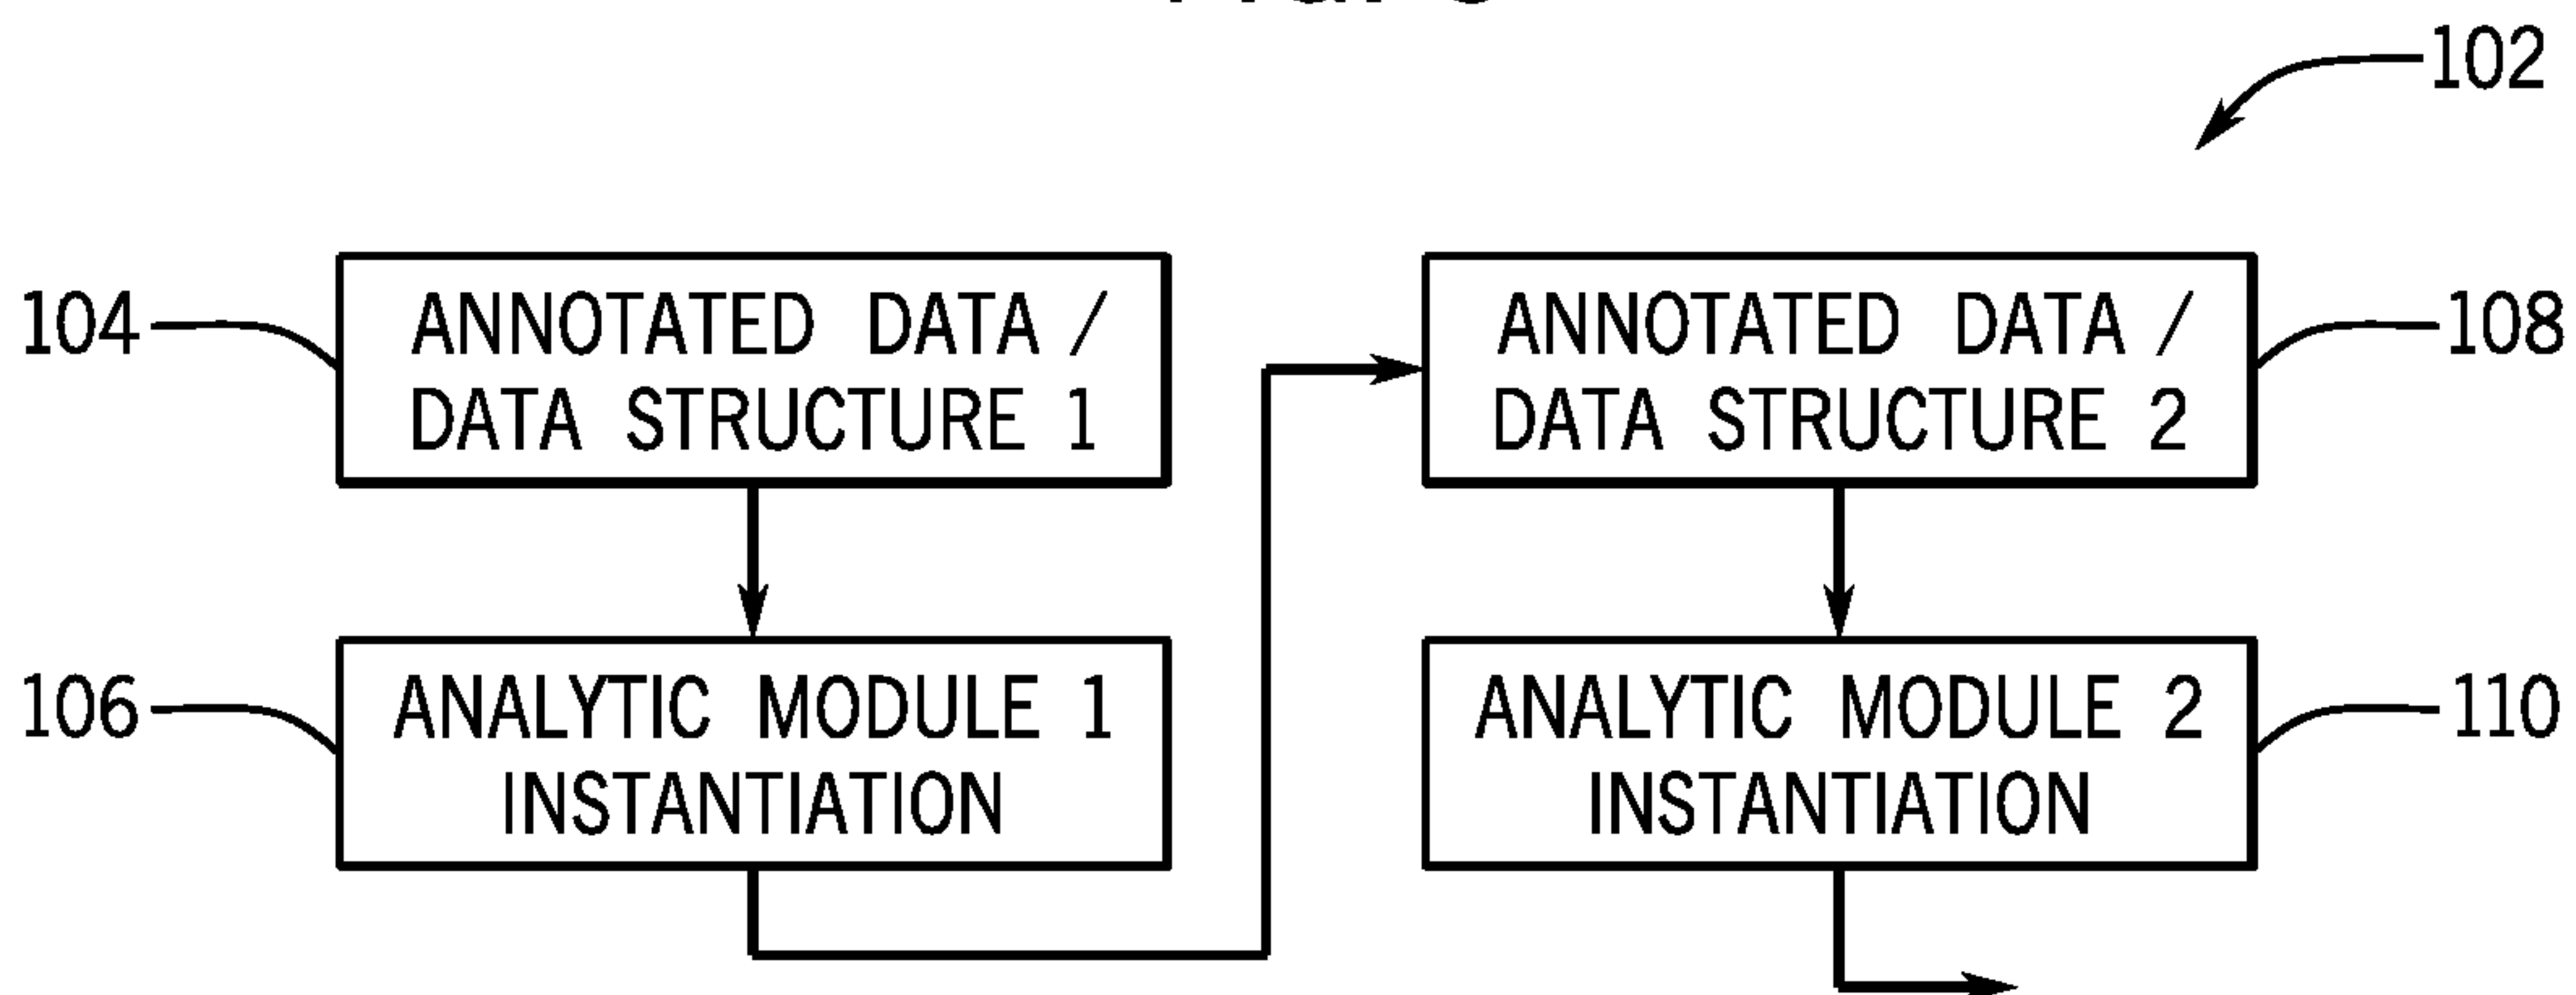 102
104
ANNOTATED DATA /
DATA STRUCTURE 1
ANNOTATED DATA /
DATA STRUCTURE 2
108
106
ANALYTIC MODULE 1
INSTANTIATION
ANALYTIC MODULE 2
INSTANTIATION
110